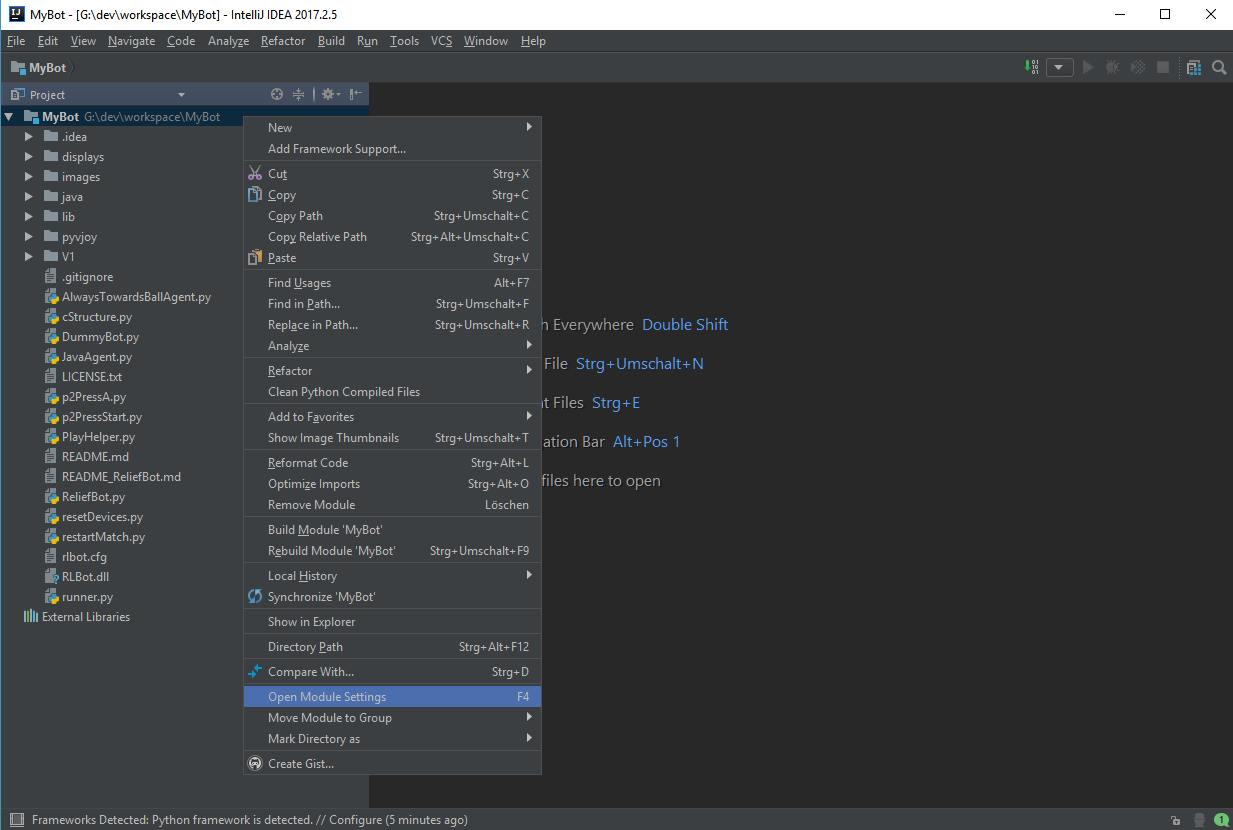 MyBot - [G:\dev\workspace\MyBot] - IntelliJ IDEA 2017.2.5
File Edit View Navigate Code Analyze Refactor Build Run Tools VCS Window Help
MyBot
Project
MyBot G:\dev\workspace\MyBot
.idea
displays
images
java
lib
pyvjoy
V1
.gitignore
AlwaysTowardsBallAgent.py
cStructure.py
DummyBot.py
JavaAgent.py
LICENSE.txt
p2PressA.py
p2PressStart.py
PlayHelper.py
README.md
README_ReliefBot.md
ReliefBot.py
resetDevices.py
restartMatch.py
rlbot.cfg
RLBot.dll
runner.py
External Libraries
New
Add Framework Support...
Cut Strg+X
Copy Strg+C
Copy Path Strg+Umschalt+C
Copy Relative Path Strg+Alt+Umschalt+C
Paste Strg+V
Find Usages Alt+F7
Find in Path... Strg+Umschalt+F
Replace in Path... Strg+Umschalt+R
Analyze
Refactor
Clean Python Compiled Files
Add to Favorites
Show Image Thumbnails Strg+Umschalt+T
Reformat Code Strg+Alt+L
Optimize Imports Strg+Alt+O
Remove Module Löschen
Build Module 'MyBot'
Rebuild Module 'MyBot' Strg+Umschalt+F9
Local History
Synchronize 'MyBot'
Show in Explorer
Directory Path Strg+Alt+F12
Compare With... Strg+D
Open Module Settings F4
Move Module to Group
Mark Directory as
Create Gist...
h Everywhere Double Shift
File Strg+Umschalt+N
t Files Strg+E
ation Bar Alt+Pos 1
files here to open
Frameworks Detected: Python framework is detected. // Configure (5 minutes ago)
1